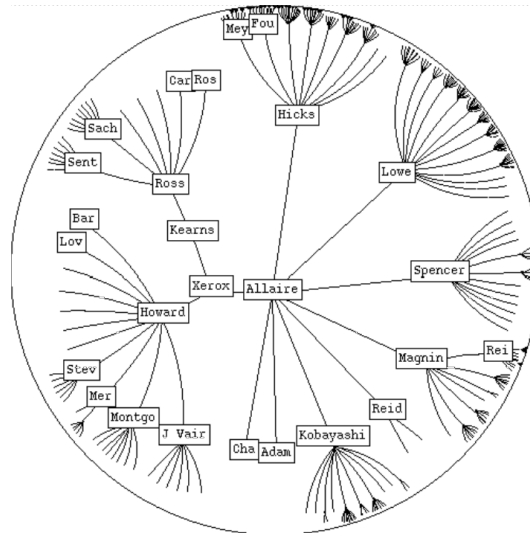 Mey
Fou
Car
Ros
Hicks
Sach
Sent
Ross
Lowe
Bar
Kearns
Lov
Spencer
Xerox
Allaire
Howard
Rei
Magnin
Stev
Mer
Reid
Montgo
J Vair
Kobayashi
Cha
Adam